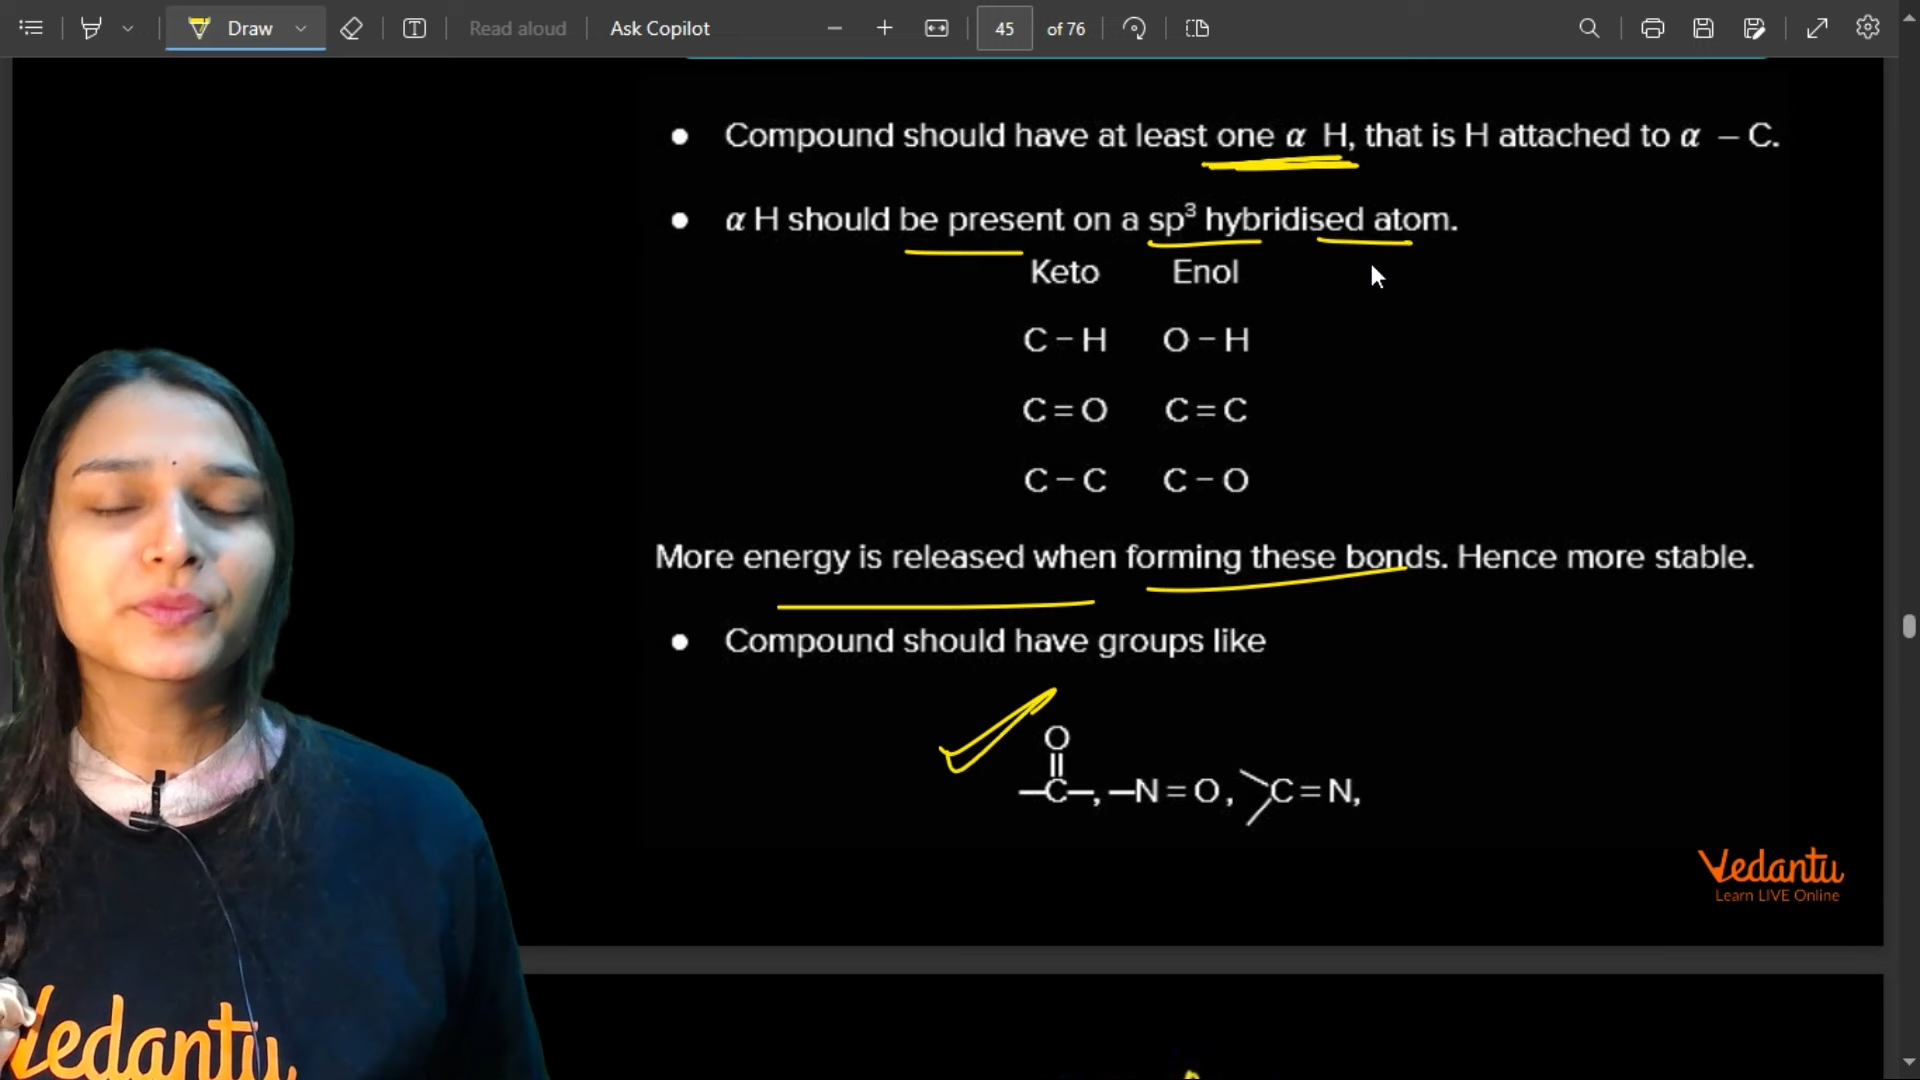 Draw
Read aloud
Ask Copilot
45
of 76
Compound should have at least one α H, that is H attached to α – C.
α H should be present on a sp³ hybridised atom.
Keto Enol
C – H O – H
C = O C = C
C – C C – O
More energy is released when forming these bonds. Hence more stable.
Compound should have groups like
O
||
–C–, –N = O, >C = N,
Vedantu
Learn LIVE Online
Vedantu